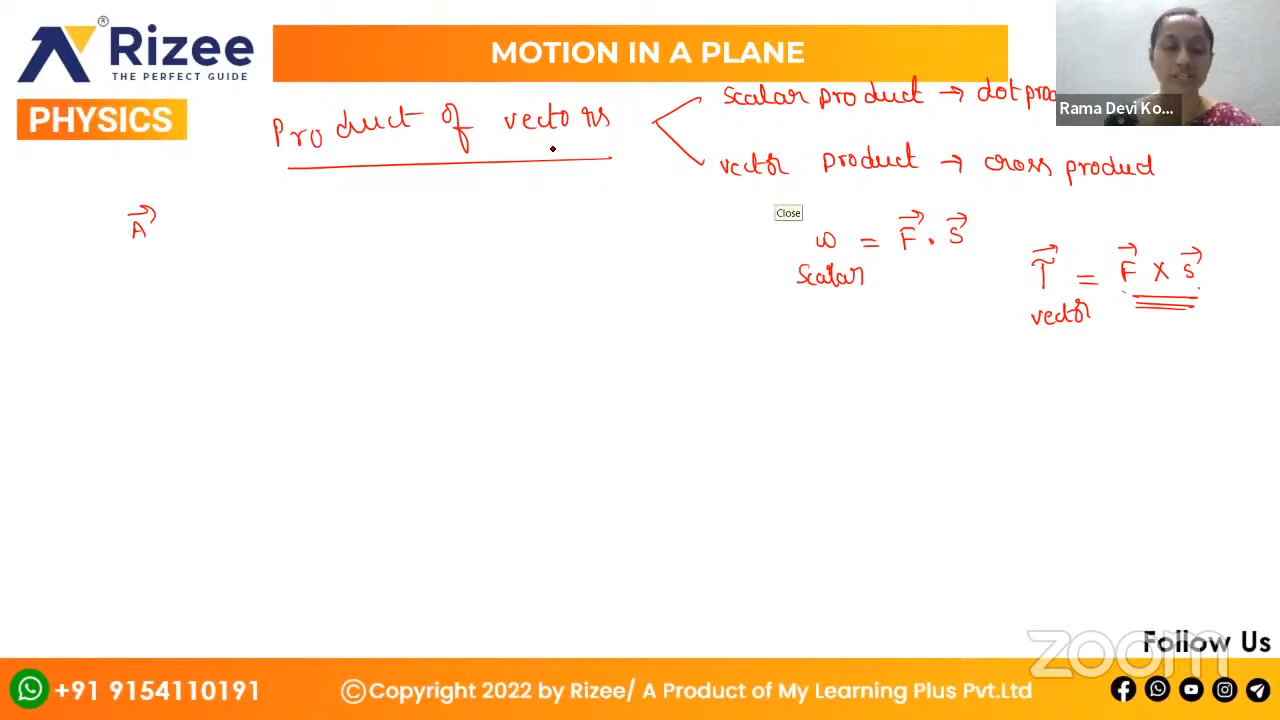 Rizee®
THE PERFECT GUIDE
MOTION IN A PLANE
PHYSICS
Product of vectors
scalar product → dot
vector product → cross product
Rama Devi Ko...
Close
A⃗
ω = F⃗ . S⃗
Scalar
τ⃗ = F⃗ × S⃗
vector
Follow Us
zoom
+91 9154110191
©Copyright 2022 by Rizee/ A Product of My Learning Plus Pvt.Ltd